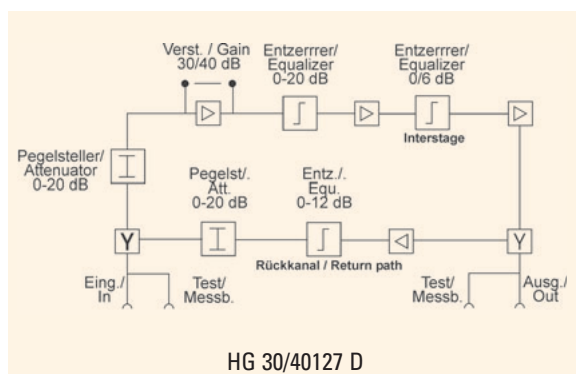 Verst. / Gain
30/40 dB
Entzerrrer/
Equalizer
0-20 dB
Entzerrrer/
Equalizer
0/6 dB
Interstage
Pegelsteller/
Attenuator
0-20 dB
Pegelst/.
Att.
0-20 dB
Entz./.
Equ.
0-12 dB
Y
Y
Rückkanal / Return path
Eing./
In
Test/
Messb.
Test/
Messb.
Ausg./
Out
HG 30/40127 D